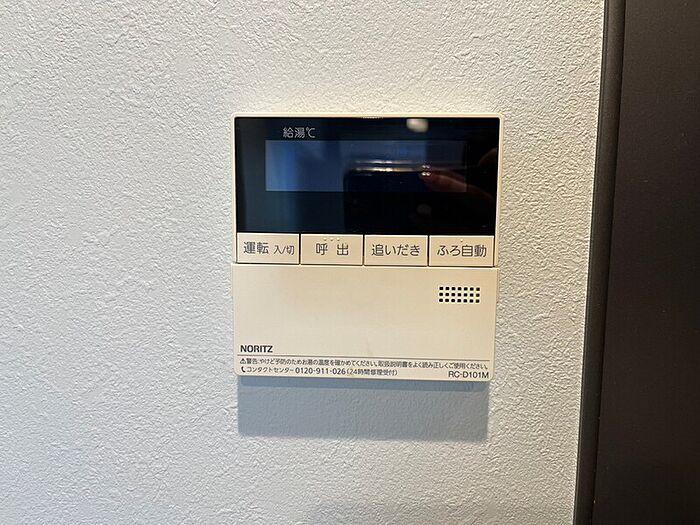 給湯℃
運転 入/切 呼出 追いだき ふろ自動
NORITZ
⚠警告:やけど予防のためお湯の温度を確かめてください。取扱説明書をよく読み正しくご使用ください。
コンタクトセンター 0120-911-026 (24時間修理受付) RC-D101M